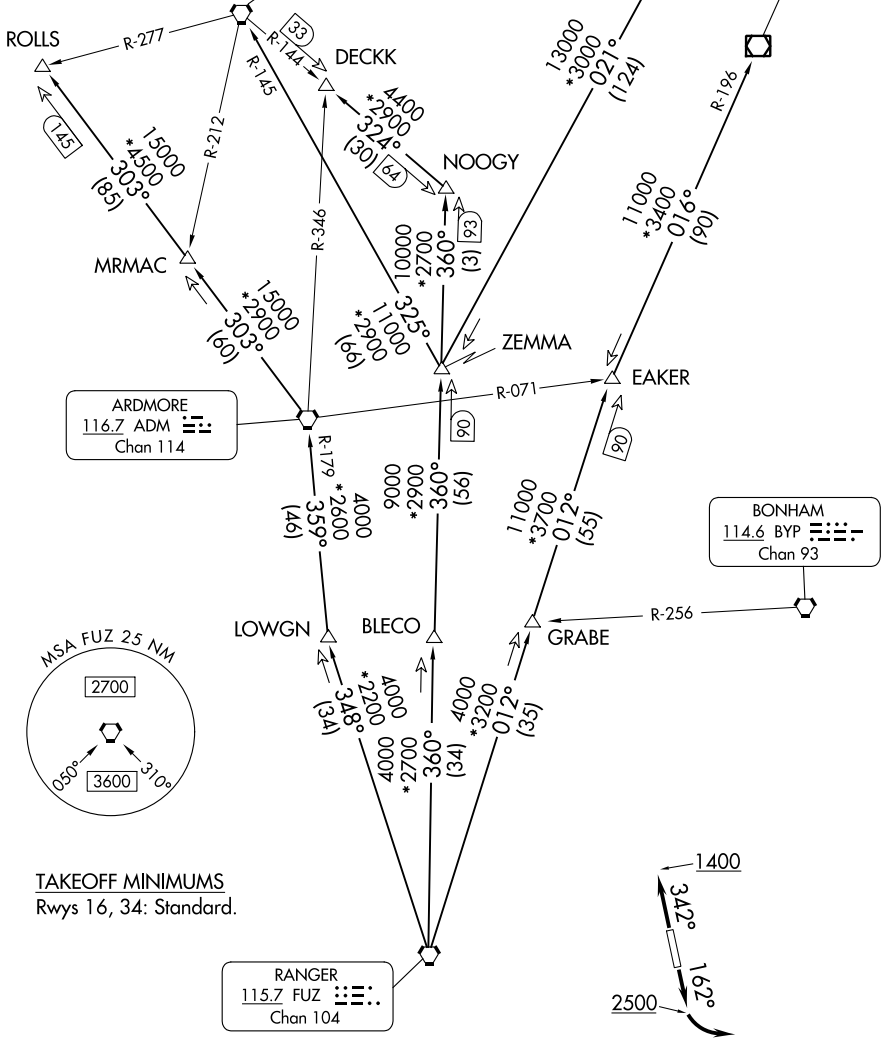 ROLLS
R-277
33
R-144
DECKK
R-145
13000
*3000
021°
(124)
R-196
145
15000
*4500
303°
(85)
R-212
4400
*2900
324°
(30)
64
NOOGY
R-346
10000
*2700
360°
(3)
93
11000
*3400
016°
(90)
MRMAC
15000
*2900
303°
(60)
325°
11000
*2900
(66)
ZEMMA
EAKER
R-071
ARDMORE
116.7 ADM
Chan 114
R-179
4000
*2600
359°
(46)
9000
*2900
360°
(56)
90
11000
*3700
012°
(55)
90
BONHAM
114.6 BYP
Chan 93
R-256
LOWGN
BLECO
GRABE
MSA FUZ 25 NM
2700
050°
310°
3600
4000
*2200
348°
(34)
4000
*2700
360°
(34)
4000
*3200
012°
(35)
TAKEOFF MINIMUMS
Rwys 16, 34: Standard.
1400
342°
162°
2500
RANGER
115.7 FUZ
Chan 104